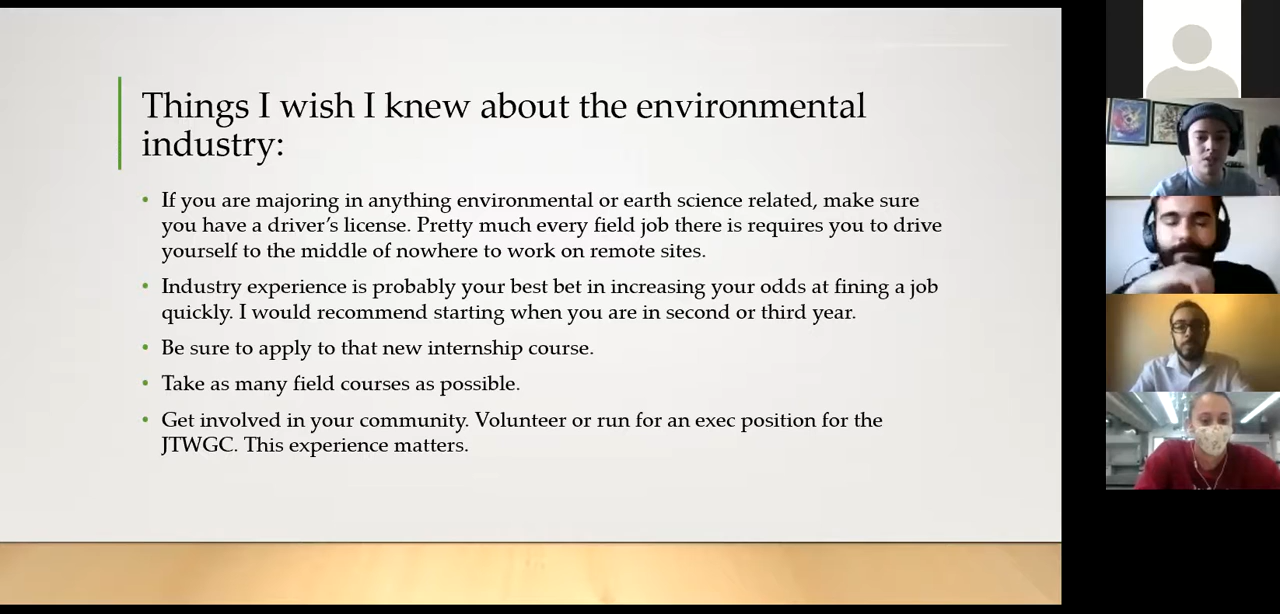 Things I wish I knew about the environmental
industry:
• If you are majoring in anything environmental or earth science related, make sure
you have a driver’s license. Pretty much every field job there is requires you to drive
yourself to the middle of nowhere to work on remote sites.
• Industry experience is probably your best bet in increasing your odds at fining a job
quickly. I would recommend starting when you are in second or third year.
• Be sure to apply to that new internship course.
• Take as many field courses as possible.
• Get involved in your community. Volunteer or run for an exec position for the
JTWGC. This experience matters.